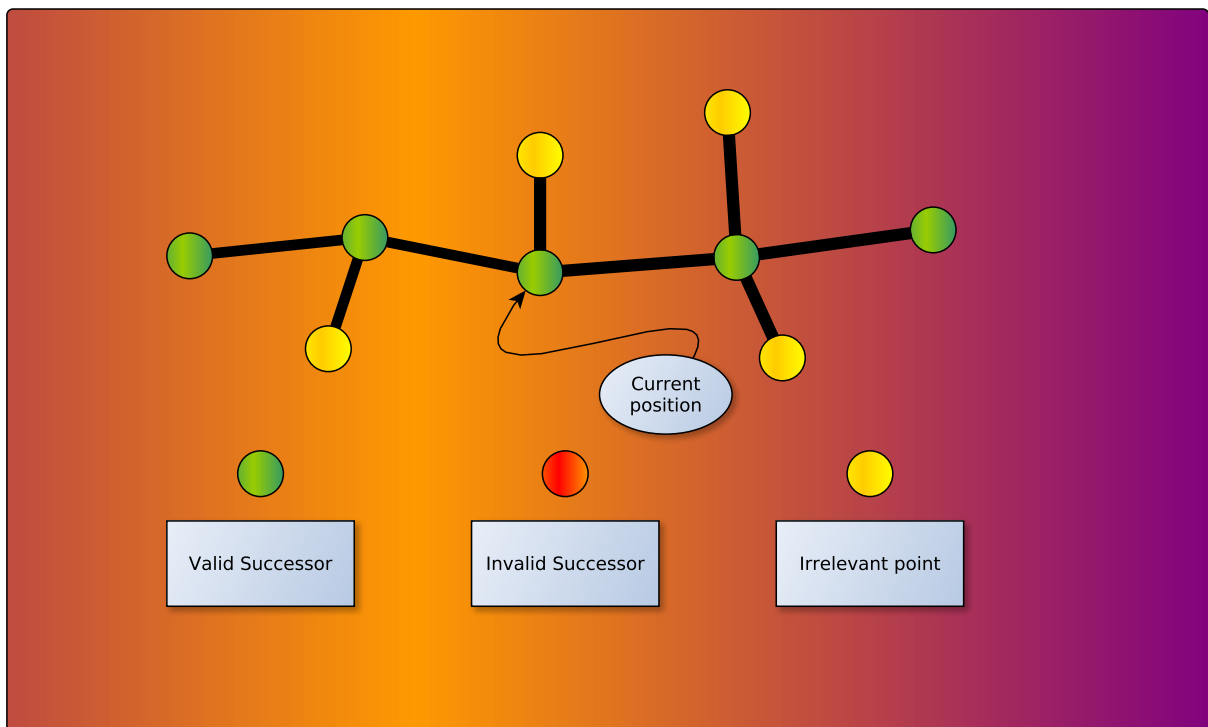 Current
position
Valid Successor
Invalid Successor
Irrelevant point